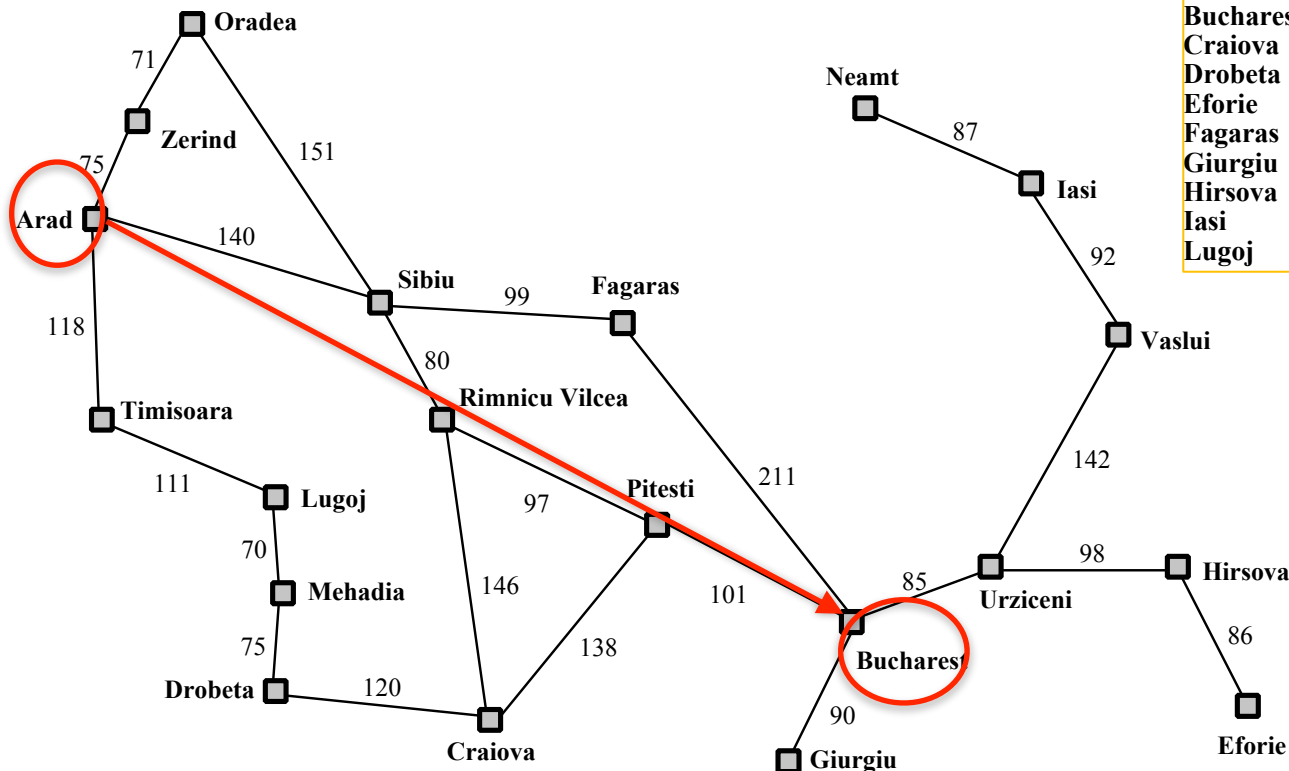 Oradea
71
Neamt
Zerind
87
75
151
Iasi
Arad
140
92
Sibiu
Fagaras
99
118
Vaslui
80
Timisoara
Rimnicu Vilcea
142
111
211
Pitesti
Lugoj
97
70
98
Hirsova
Mehadia
146
85
Urziceni
101
75
138
86
Bucharest
Drobeta
120
90
Craiova
Eforie
Giurgiu
Bucharest
Craiova
Drobeta
Eforie
Fagaras
Giurgiu
Hirsova
Iasi
Lugoj